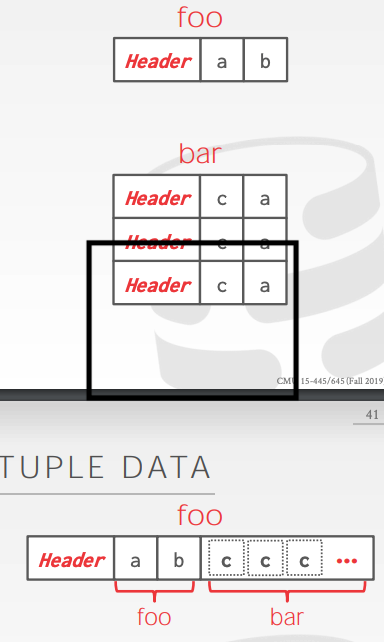 foo
Header a b
bar
Header c a
Header c a
Header c a
CMU 15-445/645 (Fall 2019
41
TUPLE DATA
foo
Header a b c c c ...
foo bar